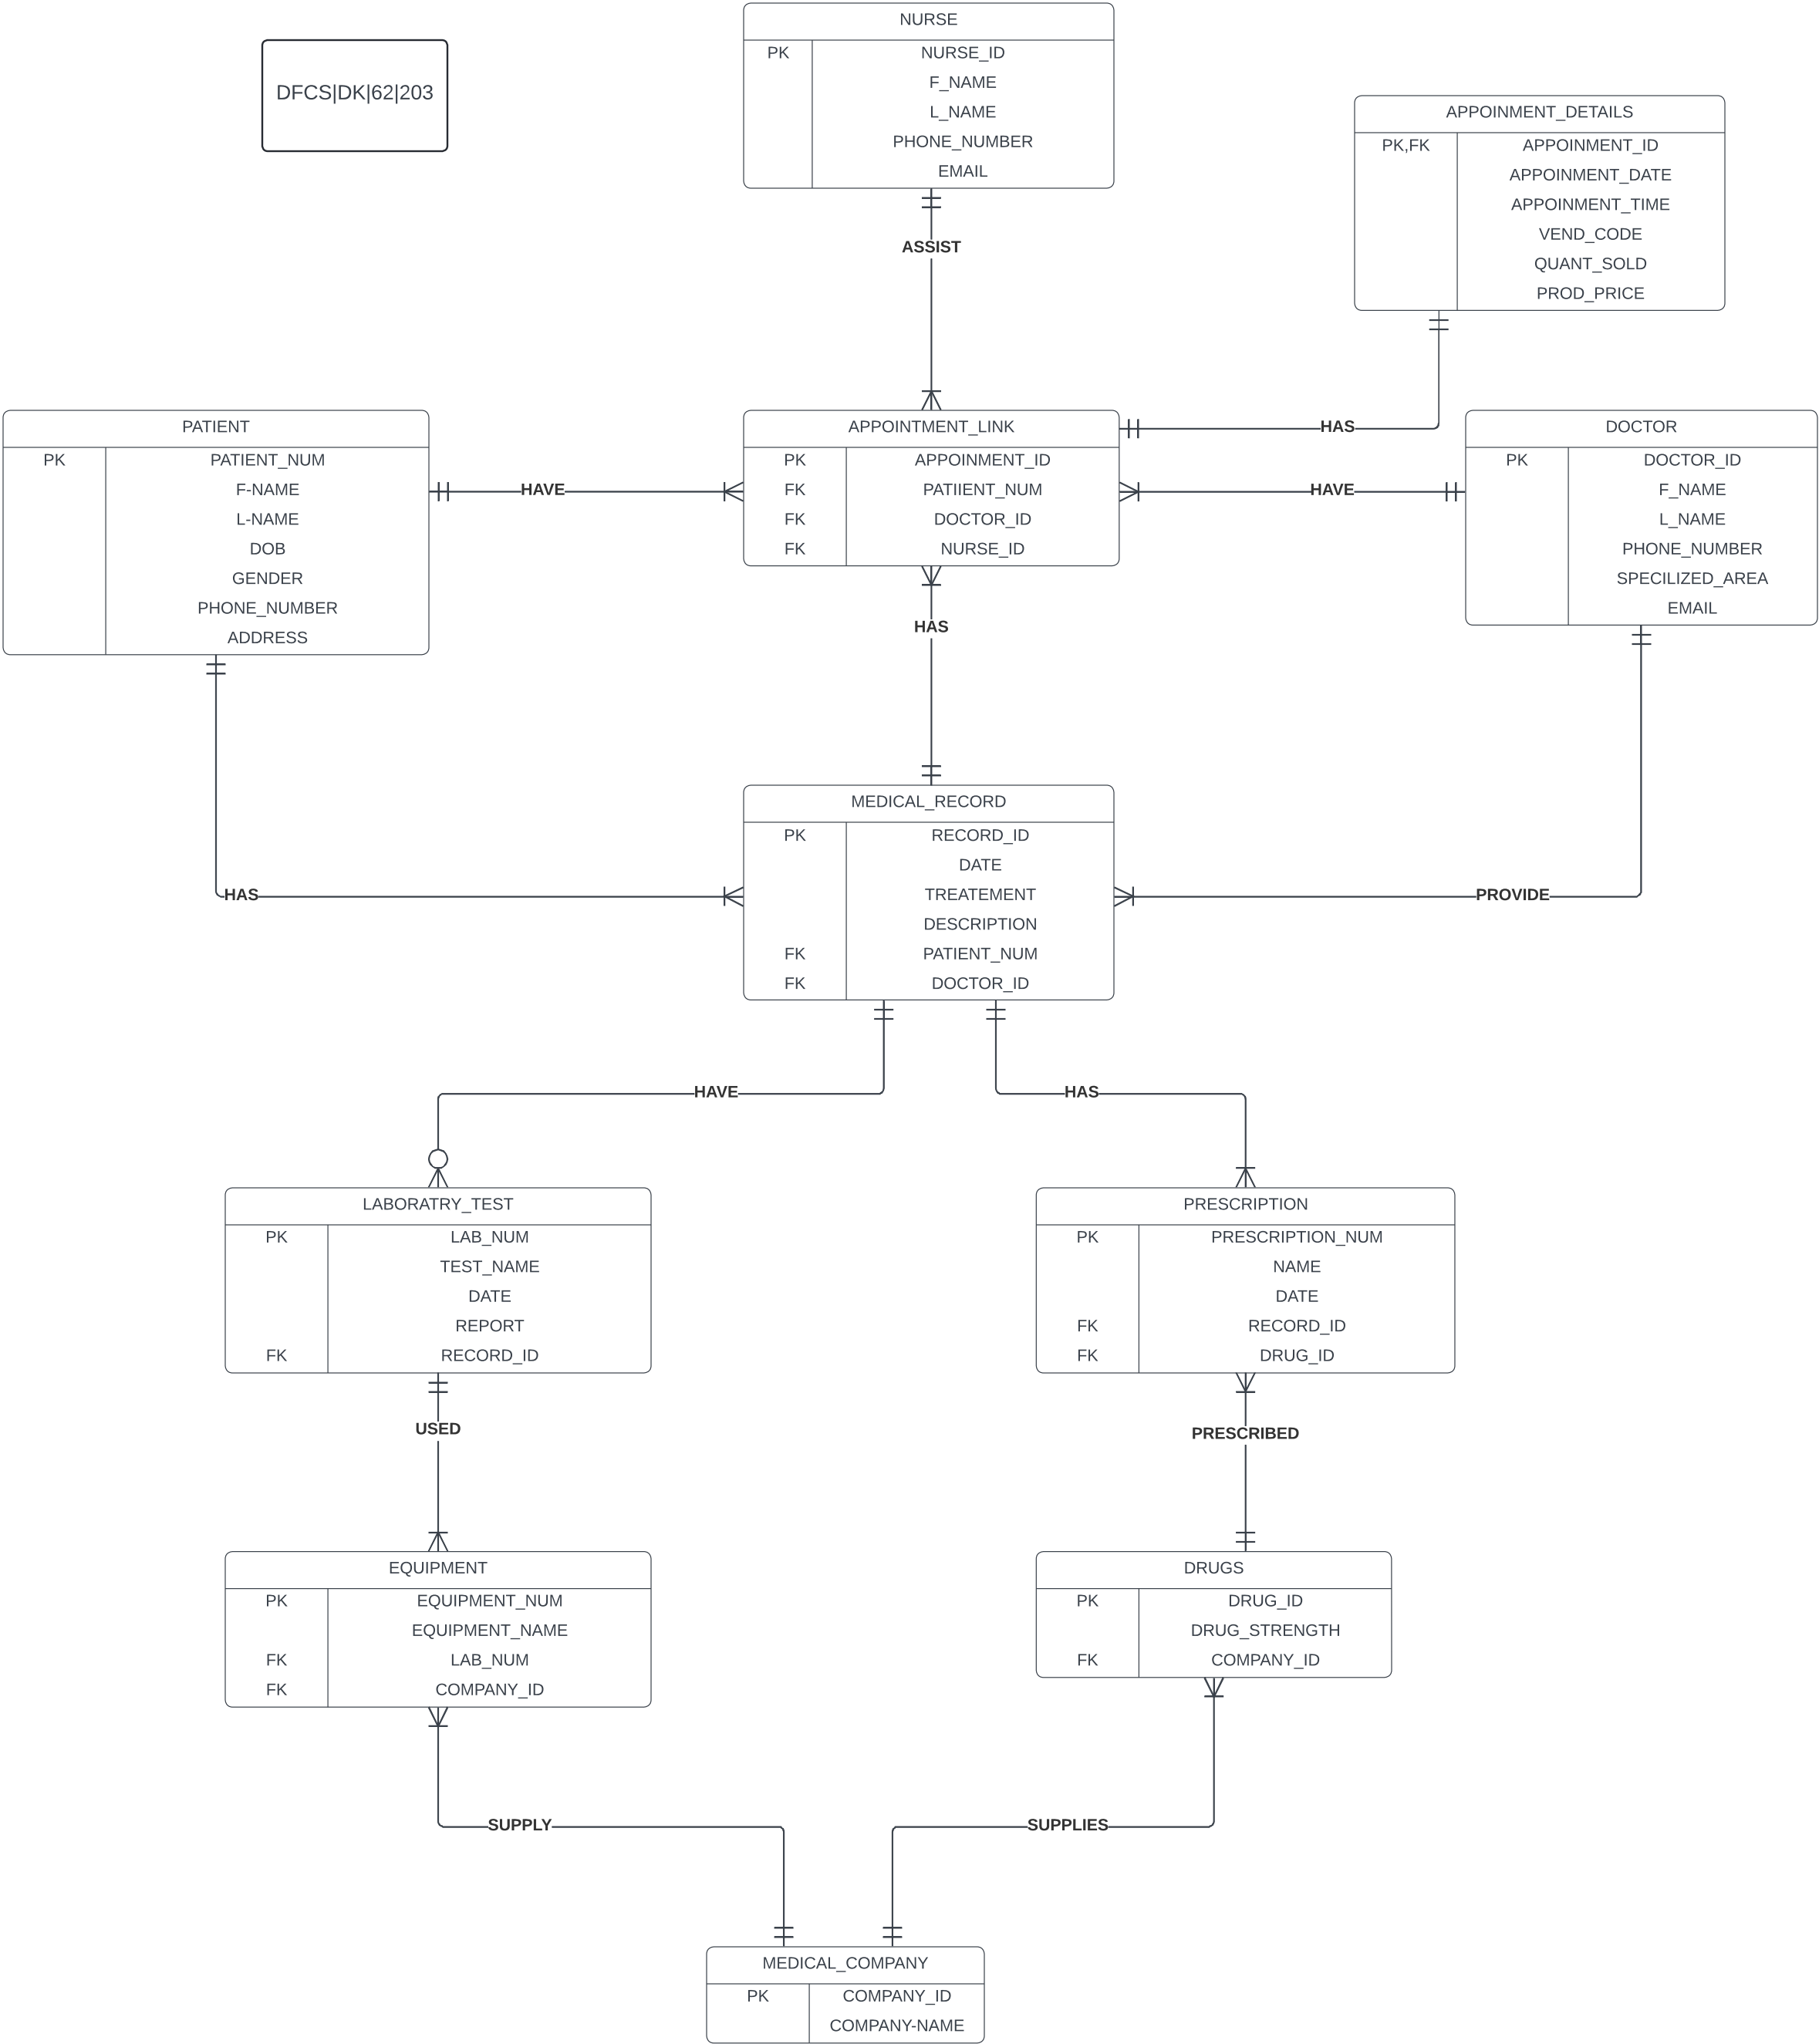 DFCS|DK|62|203
NURSE
PK NURSE_ID
F_NAME
L_NAME
PHONE_NUMBER
EMAIL
APPOINMENT_DETAILS
PK,FK APPOINMENT_ID
APPOINMENT_DATE
APPOINMENT_TIME
VEND_CODE
QUANT_SOLD
PROD_PRICE
ASSIST
PATIENT
PK PATIENT_NUM
F-NAME
L-NAME
DOB
GENDER
PHONE_NUMBER
ADDRESS
HAVE
APPOINTMENT_LINK
PK APPOINMENT_ID
FK PATIIENT_NUM
FK DOCTOR_ID
FK NURSE_ID
HAS
HAVE
DOCTOR
PK DOCTOR_ID
F_NAME
L_NAME
PHONE_NUMBER
SPECILIZED_AREA
EMAIL
HAS
MEDICAL_RECORD
PK RECORD_ID
DATE
TREATEMENT
DESCRIPTION
FK PATIENT_NUM
FK DOCTOR_ID
HAS
PROVIDE
HAVE
HAS
LABORATRY_TEST
PK LAB_NUM
TEST_NAME
DATE
REPORT
FK RECORD_ID
PRESCRIPTION
PK PRESCRIPTION_NUM
NAME
DATE
FK RECORD_ID
FK DRUG_ID
USED
PRESCRIBED
EQUIPMENT
PK EQUIPMENT_NUM
EQUIPMENT_NAME
FK LAB_NUM
FK COMPANY_ID
DRUGS
PK DRUG_ID
DRUG_STRENGTH
FK COMPANY_ID
SUPPLY
SUPPLIES
MEDICAL_COMPANY
PK COMPANY_ID
COMPANY-NAME